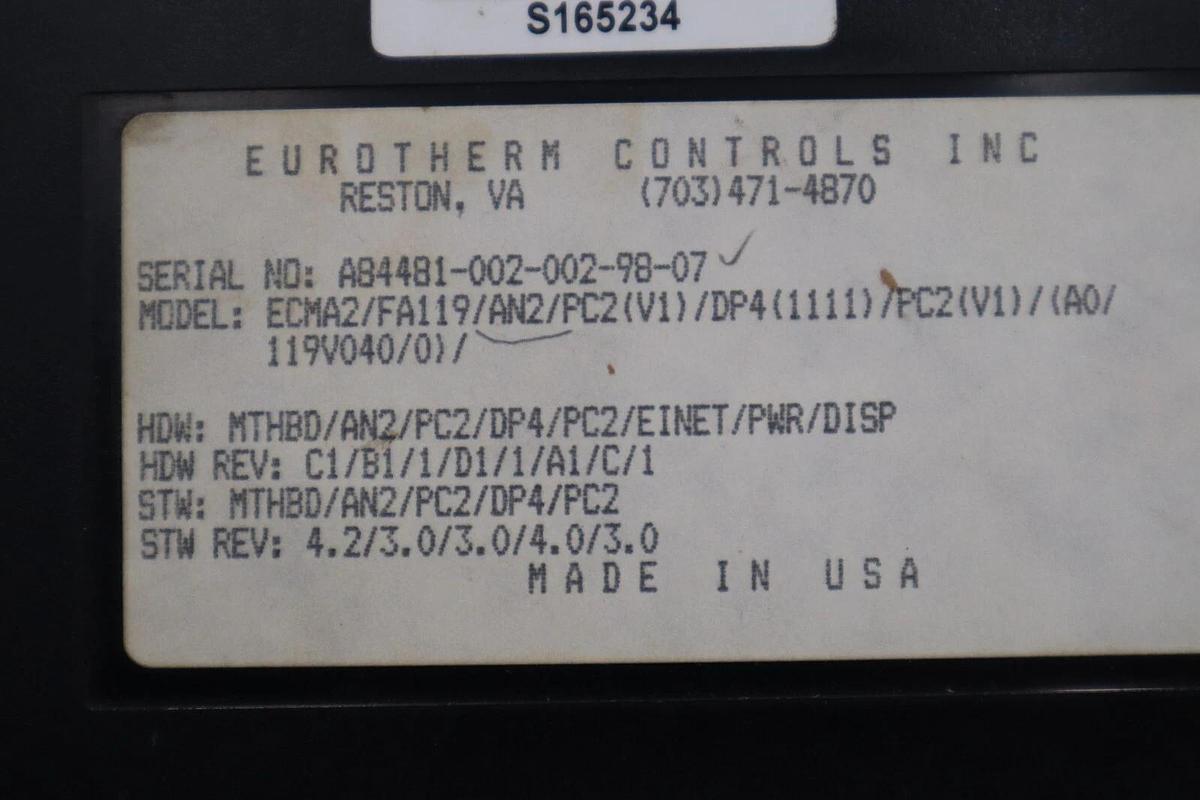 S165234
EUROTHERM CONTROLS INC
RESTON, VA (703)471-4870
SERIAL NO: A84481-002-002-98-07
MODEL: ECMA2/FA119/AN2/PC2(V1)/DP4(1111)/PC2(V1)/(A0/
119V040/0)/
HDW: MTHBD/AN2/PC2/DP4/PC2/EINET/PWR/DISP
HDW REV: C1/B1/1/D1/1/A1/C/1
STW: MTHBD/AN2/PC2/DP4/PC2
STW REV: 4.2/3.0/3.0/4.0/3.0
MADE IN USA